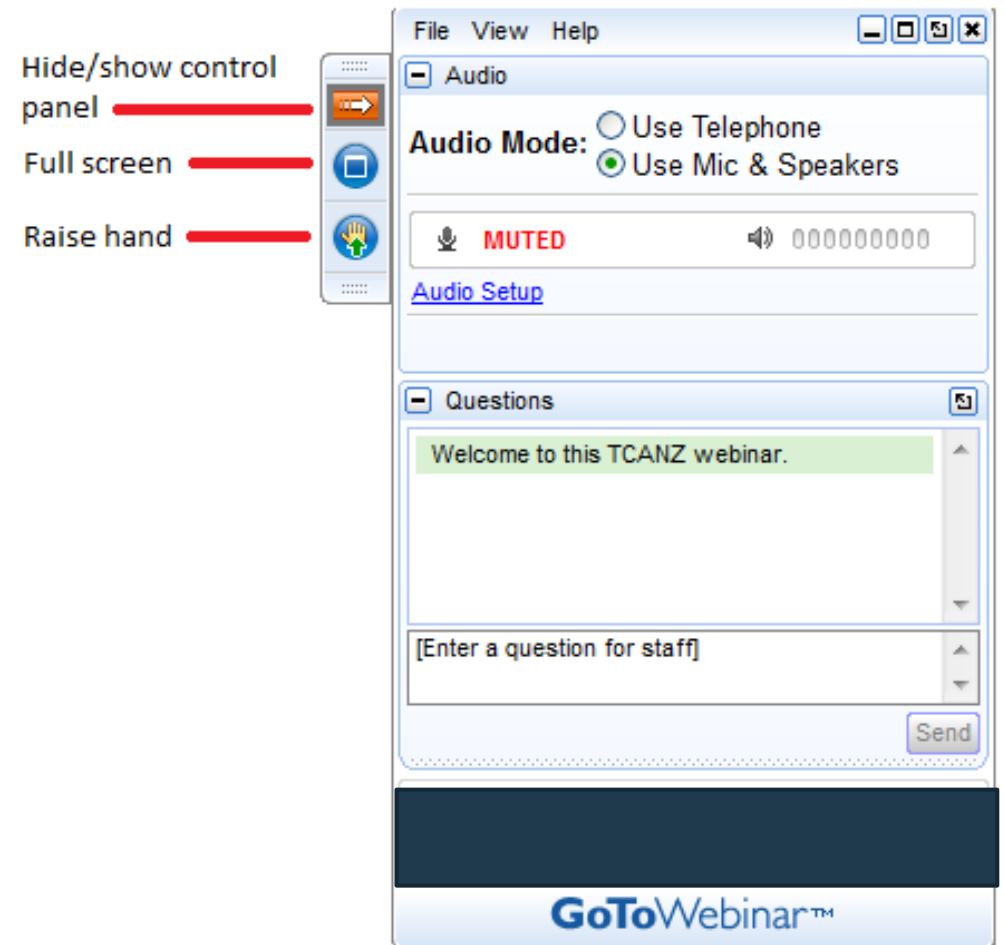 File View Help
Hide/show control
panel
Full screen
Raise hand
Audio
Audio Mode:
Use Telephone
Use Mic & Speakers
MUTED
000000000
Audio Setup
Questions
Welcome to this TCANZ webinar.
[Enter a question for staff]
Send
GoToWebinar™